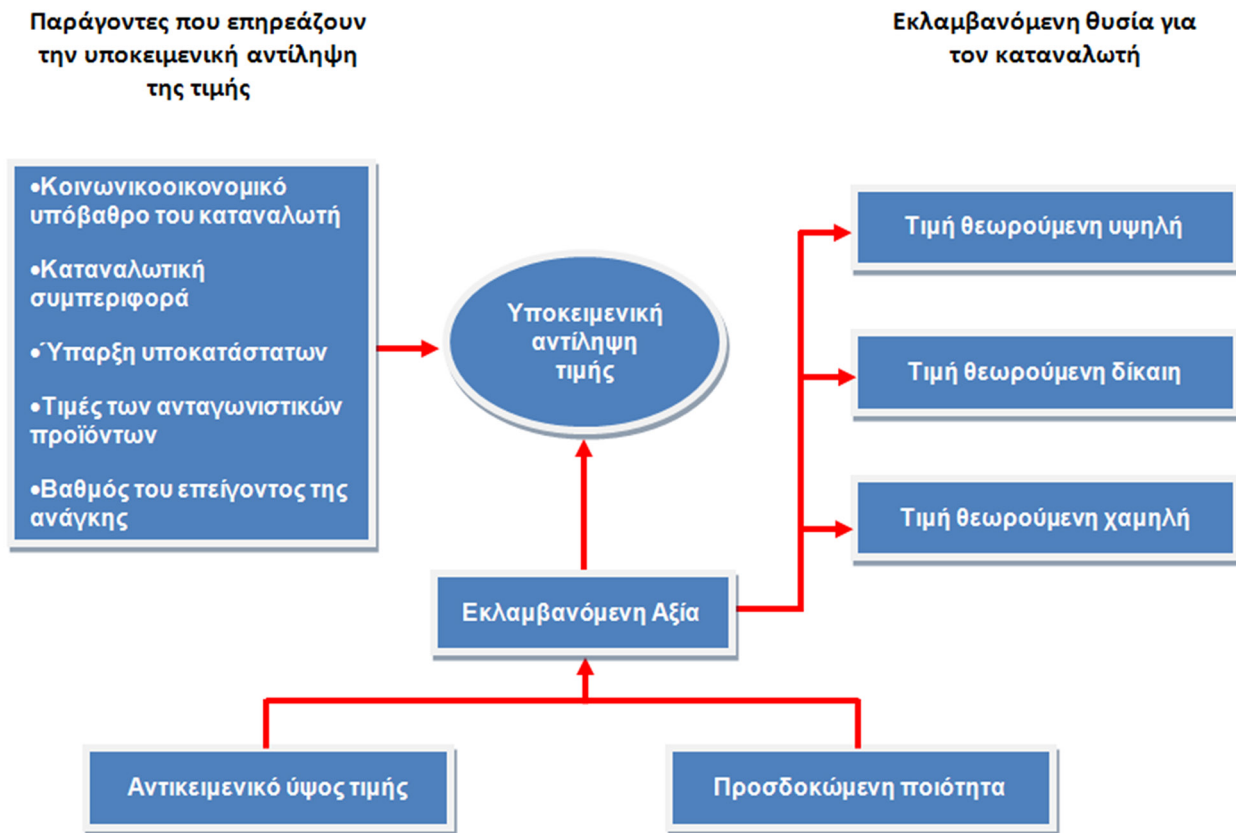 Παράγοντες που επηρεάζουν
την υποκειμενική αντίληψη
της τιμής
Εκλαμβανόμενη θυσία για
τον καταναλωτή
•Κοινωνικοοικονομικό
υπόβαθρο του καταναλωτή
•Καταναλωτική
συμπεριφορά
•Ύπαρξη υποκατάστατων
•Τιμές των ανταγωνιστικών
προϊόντων
•Βαθμός του επείγοντος της
ανάγκης
Υποκειμενική
αντίληψη
τιμής
Τιμή θεωρούμενη υψηλή
Τιμή θεωρούμενη δίκαιη
Τιμή θεωρούμενη χαμηλή
Εκλαμβανόμενη Αξία
Αντικειμενικό ύψος τιμής
Προσδοκώμενη ποιότητα